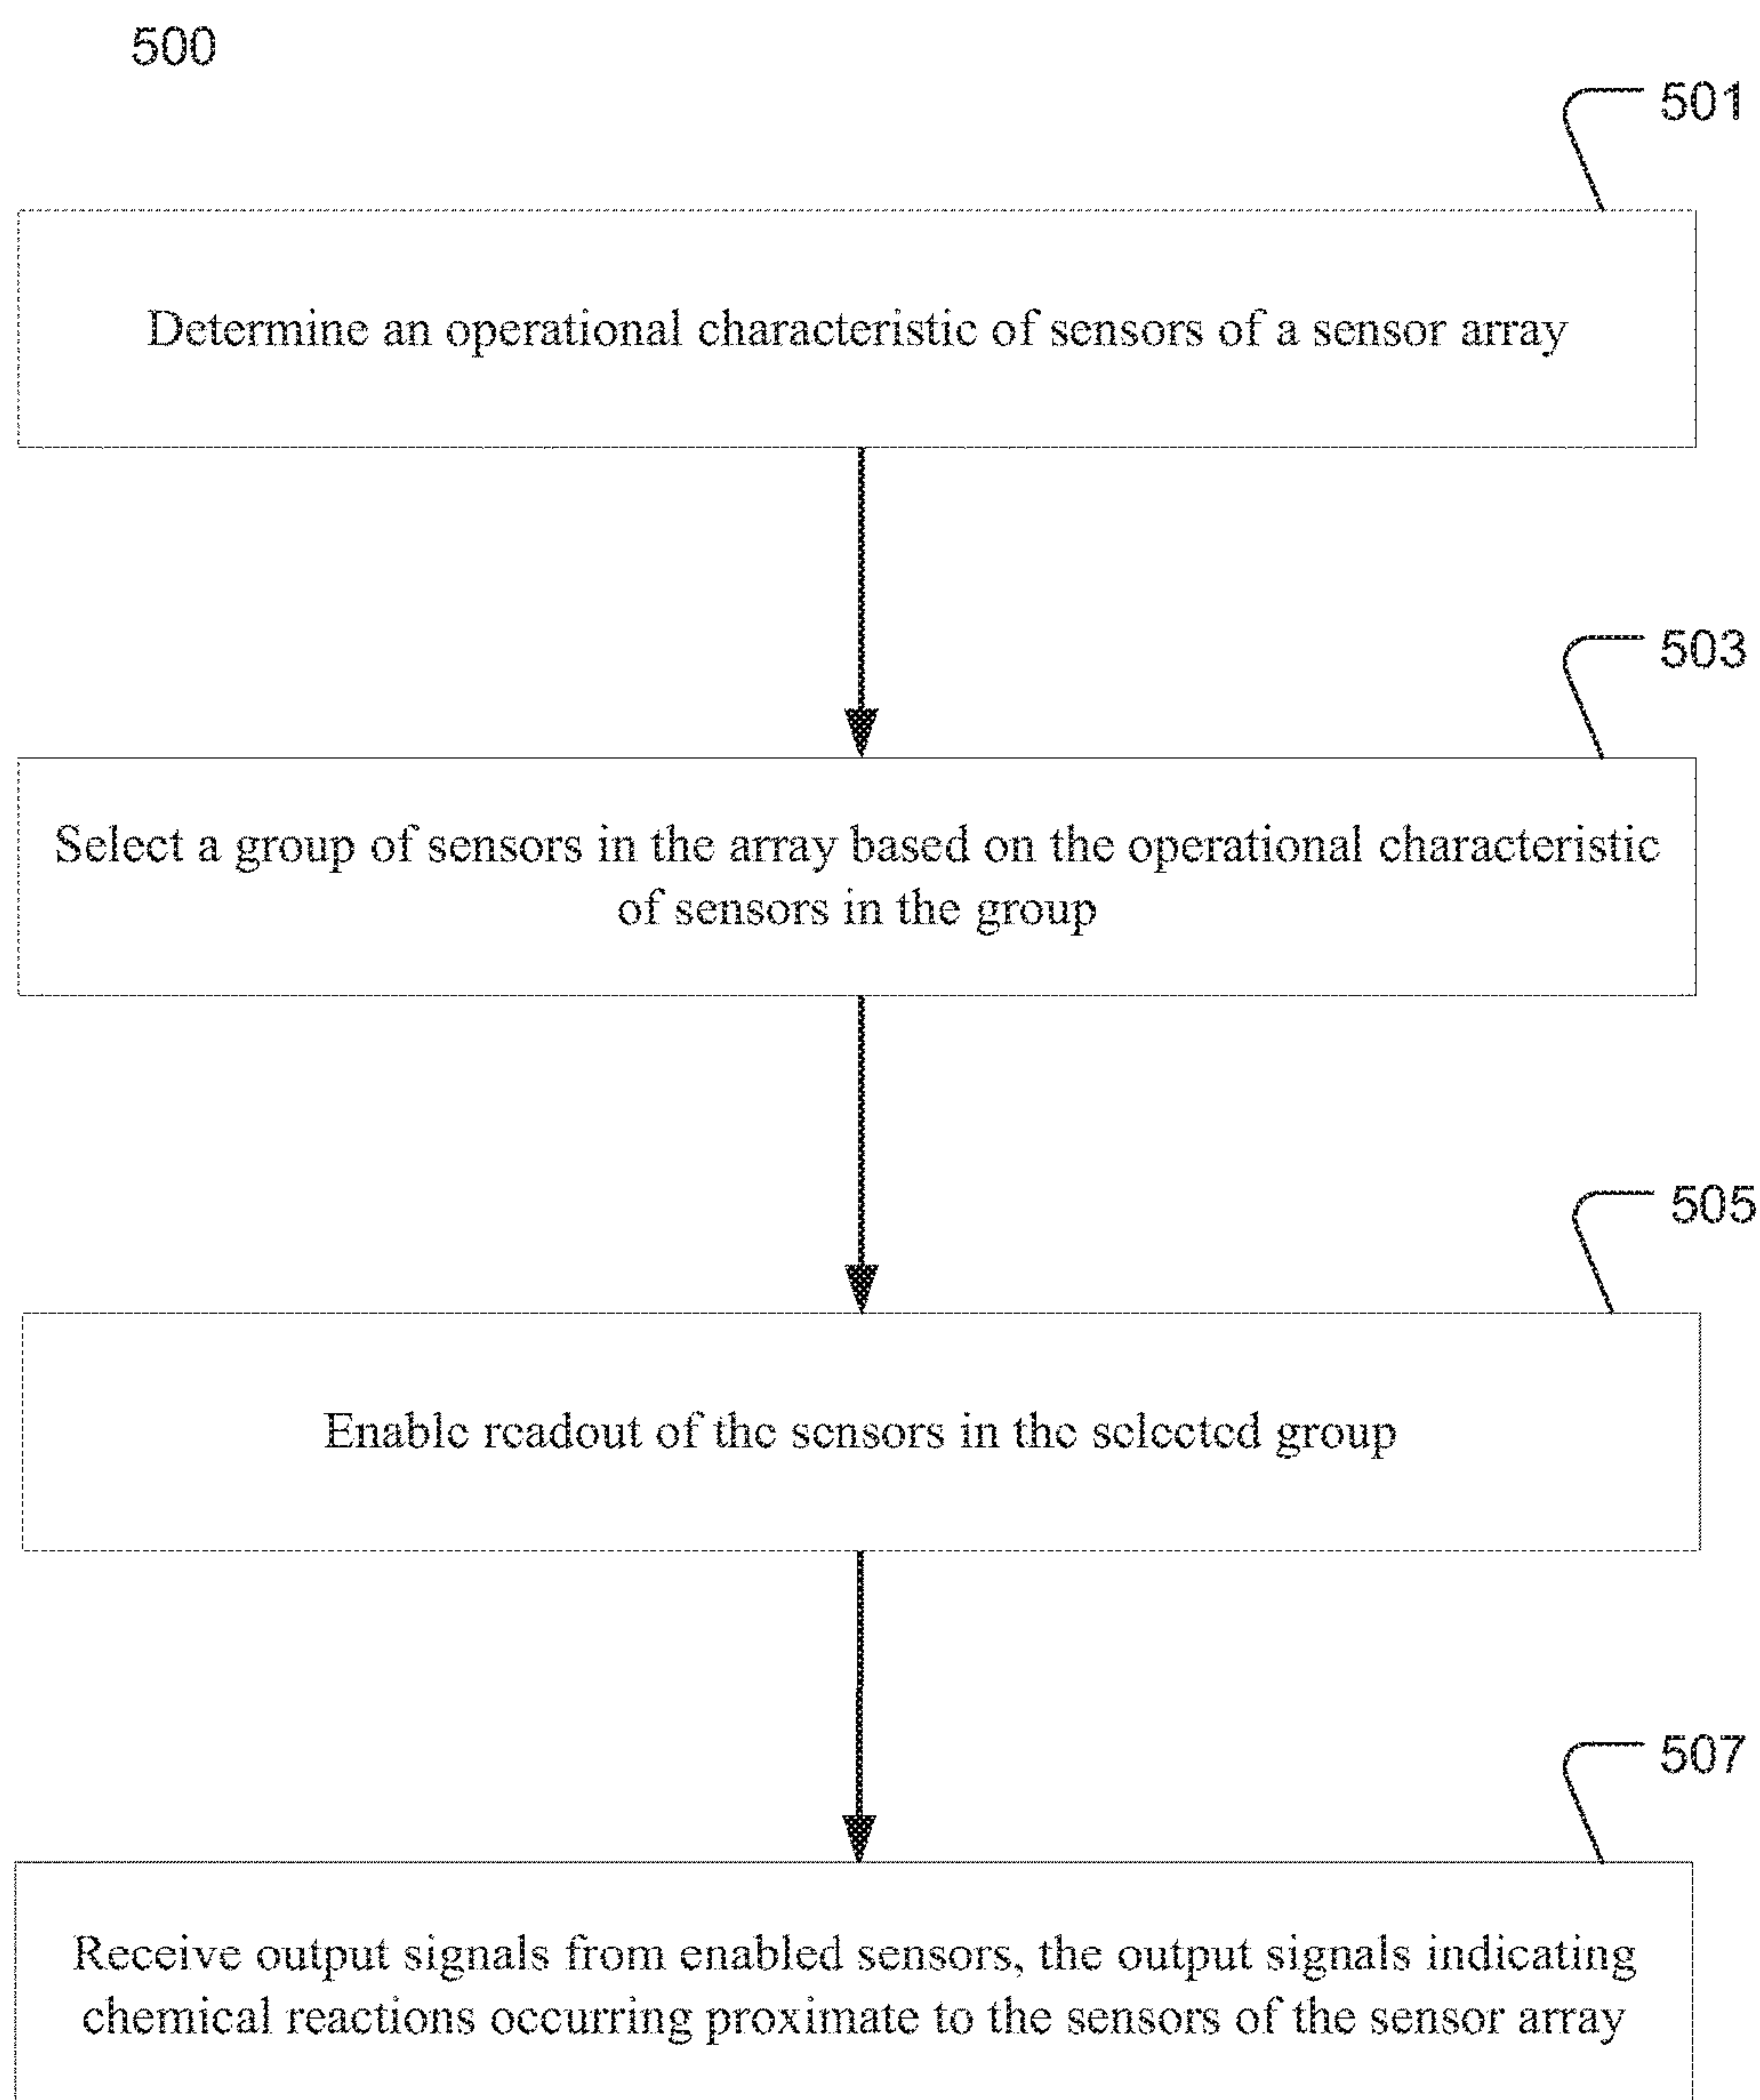 500
501
Determine an operational characteristic of sensors of a sensor array
503
Select a group of sensors in the array based on the operational characteristic
of sensors in the group
505
Enable readout of the sensors in the selected group
507
Receive output signals from enabled sensors, the output signals indicating
chemical reactions occurring proximate to the sensors of the sensor array